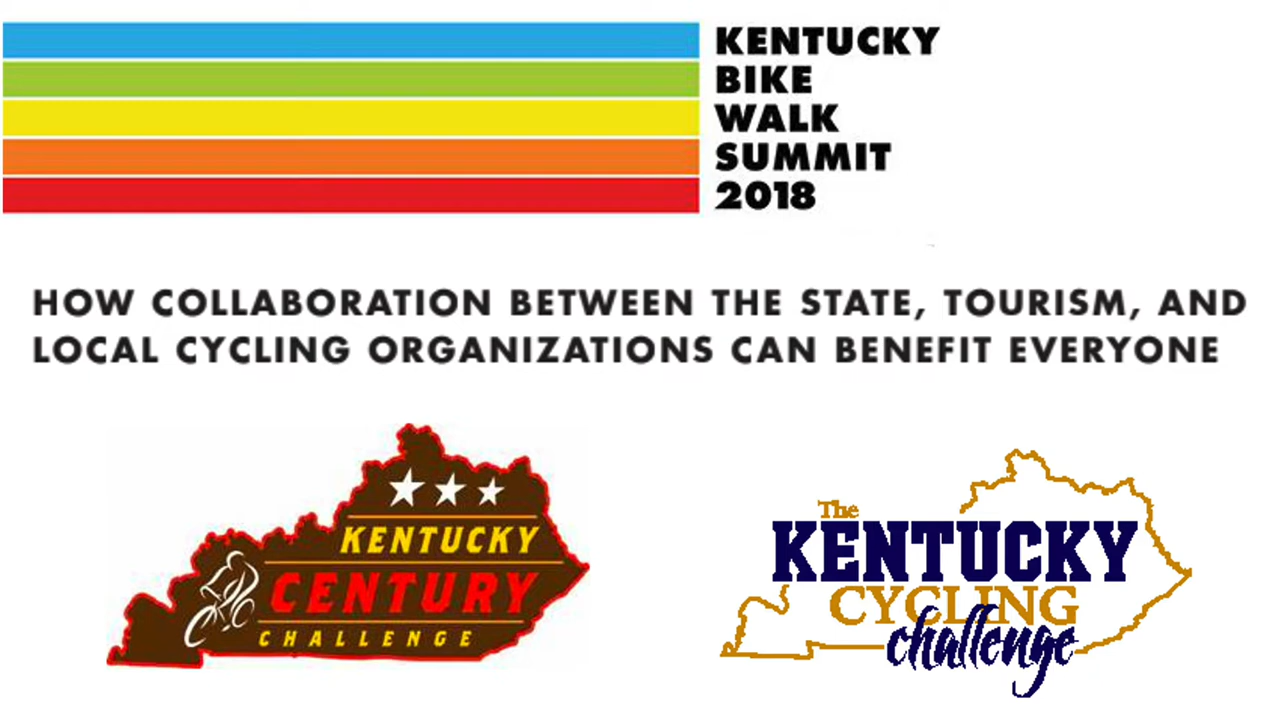 KENTUCKY
BIKE
WALK
SUMMIT
2018
HOW COLLABORATION BETWEEN THE STATE, TOURISM, AND
LOCAL CYCLING ORGANIZATIONS CAN BENEFIT EVERYONE
KENTUCKY
CENTURY
CHALLENGE
The
KENTUCKY
CYCLING
challenge